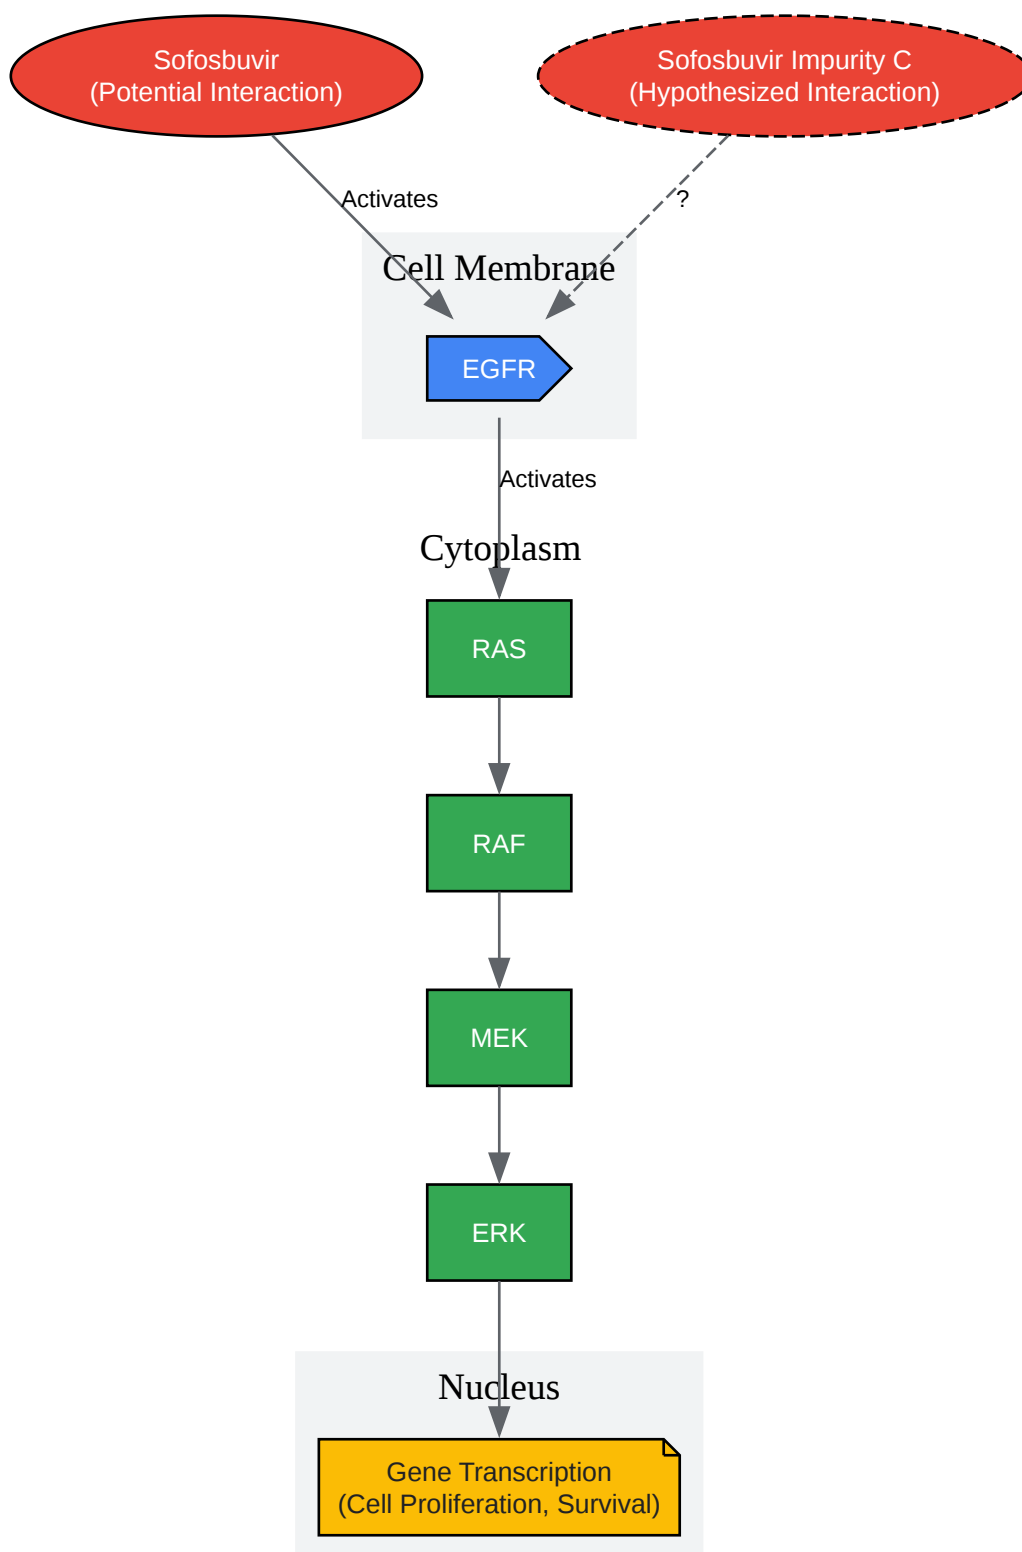 Sofosbuvir
(Potential Interaction)
Sofosbuvir Impurity C
(Hypothesized Interaction)
Activates
?
Cell Membrane
EGFR
Activates
Cytoplasm
RAS
RAF
MEK
ERK
Nucleus
Gene Transcription
(Cell Proliferation, Survival)